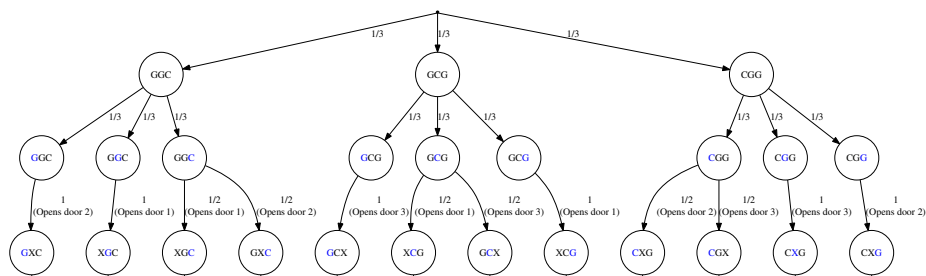 1/3 1/3 1/3
GGC GCG CGG
1/3 1/3 1/3 1/3 1/3 1/3 1/3 1/3 1/3
GGC GGC GGC GCG GCG GCG CGG CGG CGG
1 1 1/2 1/2 1 1/2 1/2 1 1/2 1/2 1 1
(Opens door 2) (Opens door 1) (Opens door 1) (Opens door 2) (Opens door 3) (Opens door 1) (Opens door 3) (Opens door 1) (Opens door 2) (Opens door 3) (Opens door 3) (Opens door 2)
GXC XGC XGC GXC GCX XCG GCX XCG CXG CGX CXG CXG